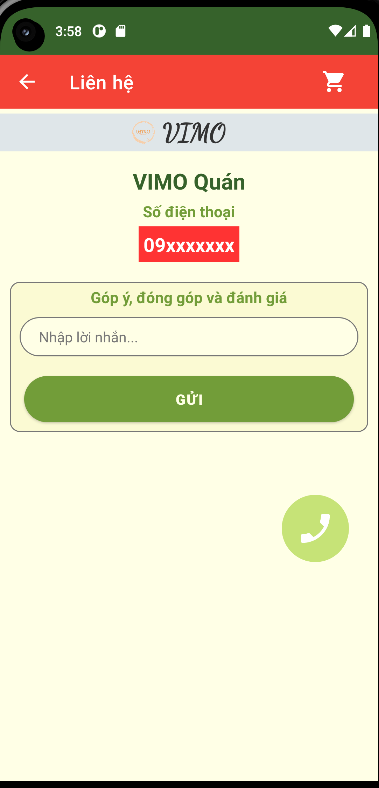 3:58
Liên hệ
VIMO
VIMO Quán
Số điện thoại
09xxxxxxx
Góp ý, đóng góp và đánh giá
Nhập lời nhắn...
GỬI